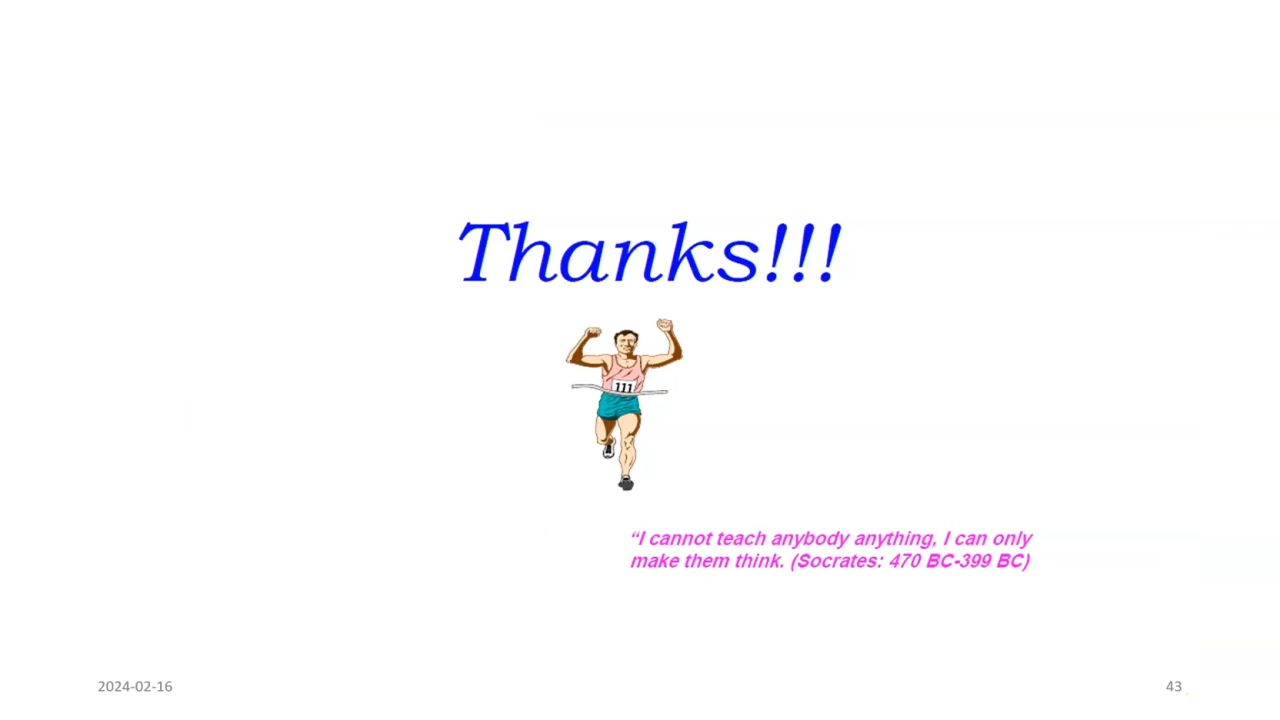 Thanks!!!
111
“I cannot teach anybody anything, I can only
make them think. (Socrates: 470 BC-399 BC)
2024-02-16
43